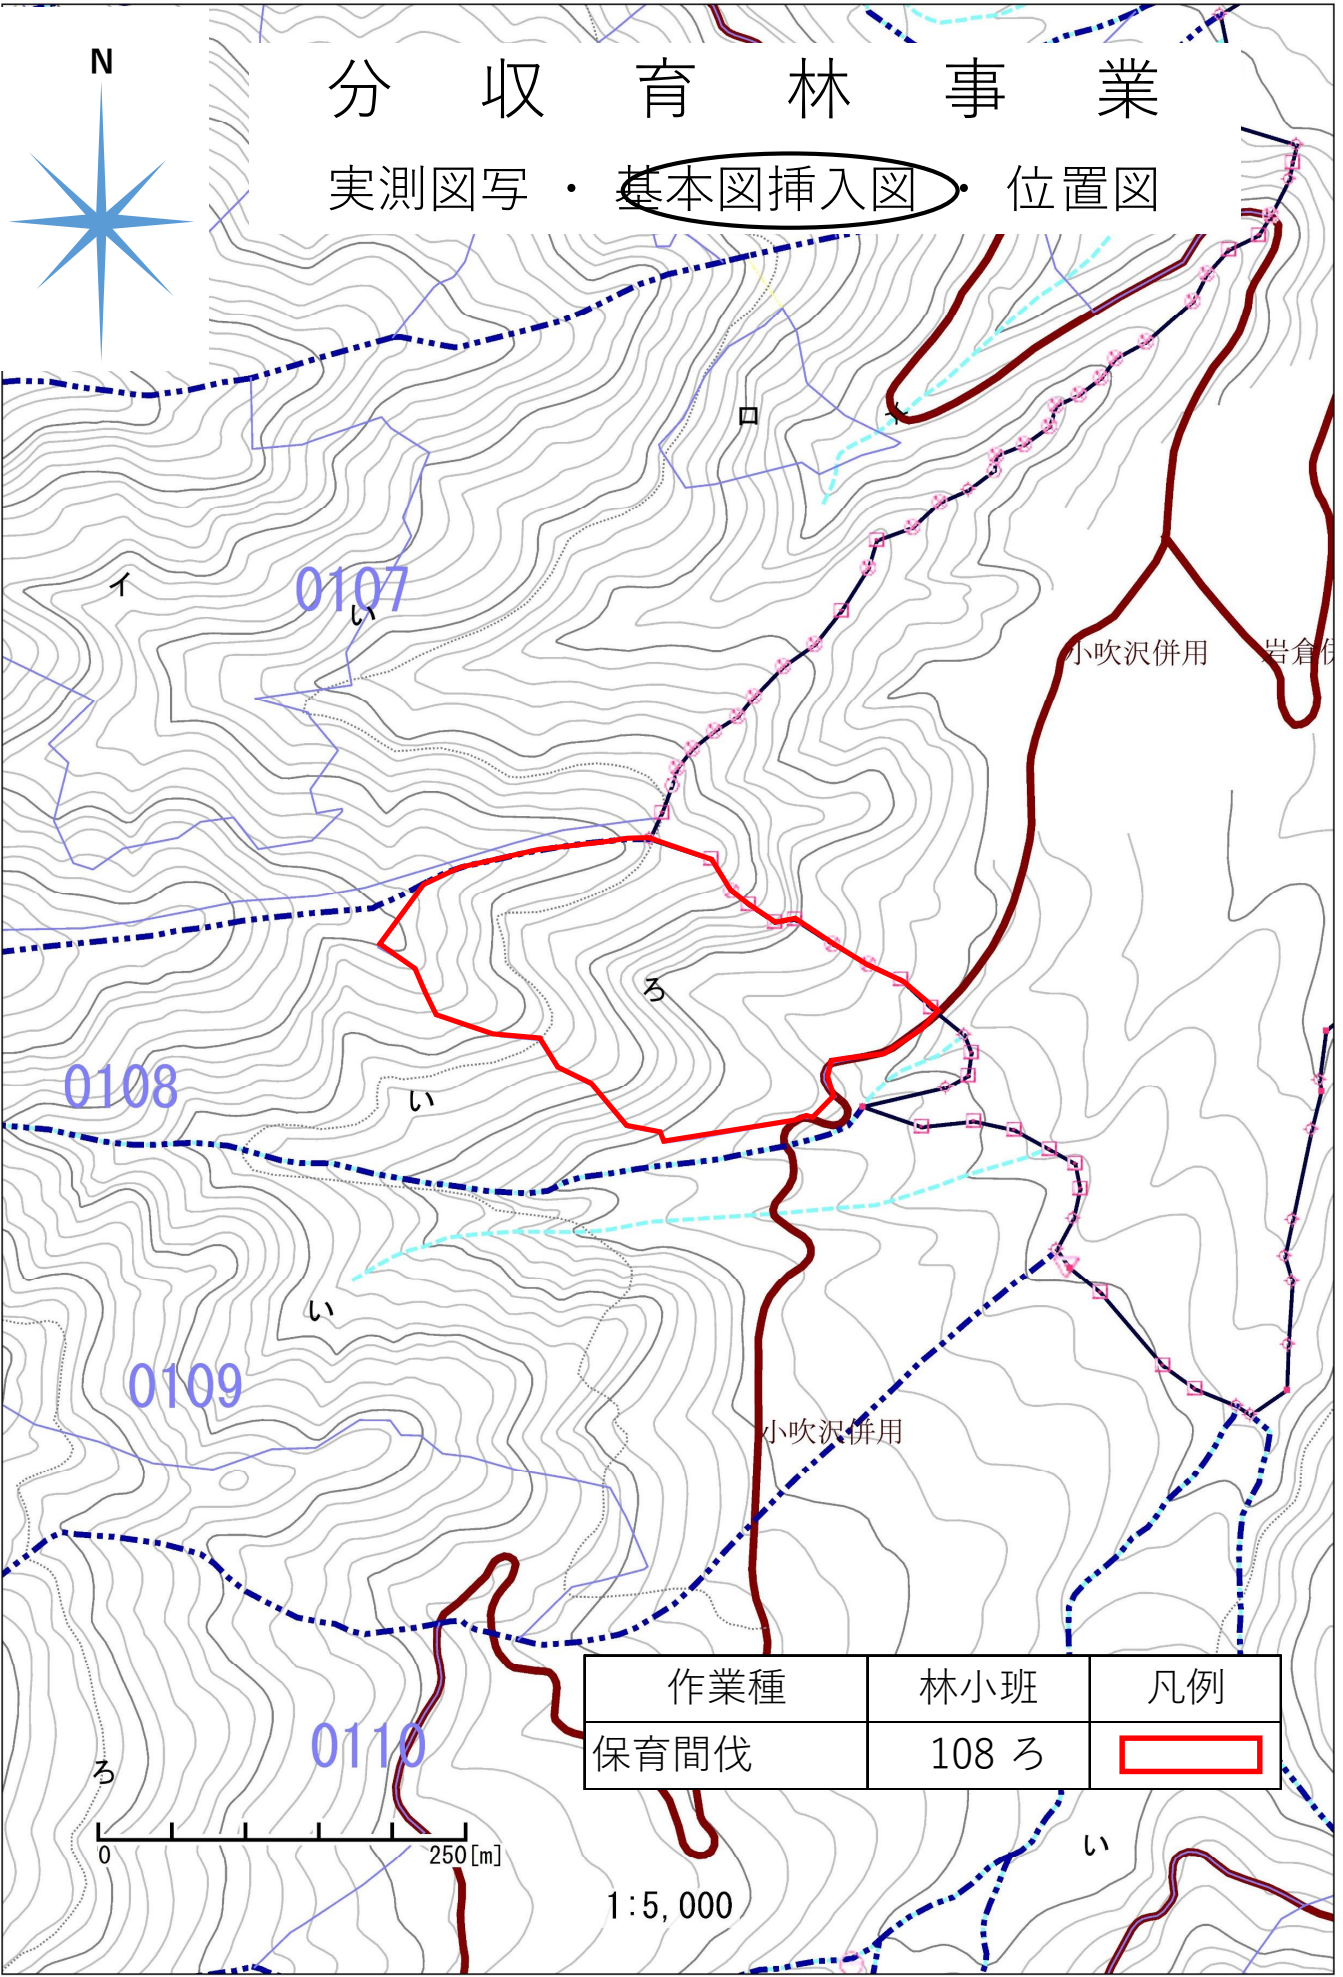 N
分 収 育 林 事 業
実測図写 ・ 基本図挿入図 ・ 位置図
ロ
イ
0107
い
小吹沢併用
岩倉
ろ
0108
い
い
0109
小吹沢併用
作業種 林小班 凡例
保育間伐 108 ろ
0110
ろ
い
0 250[m]
1:5,000